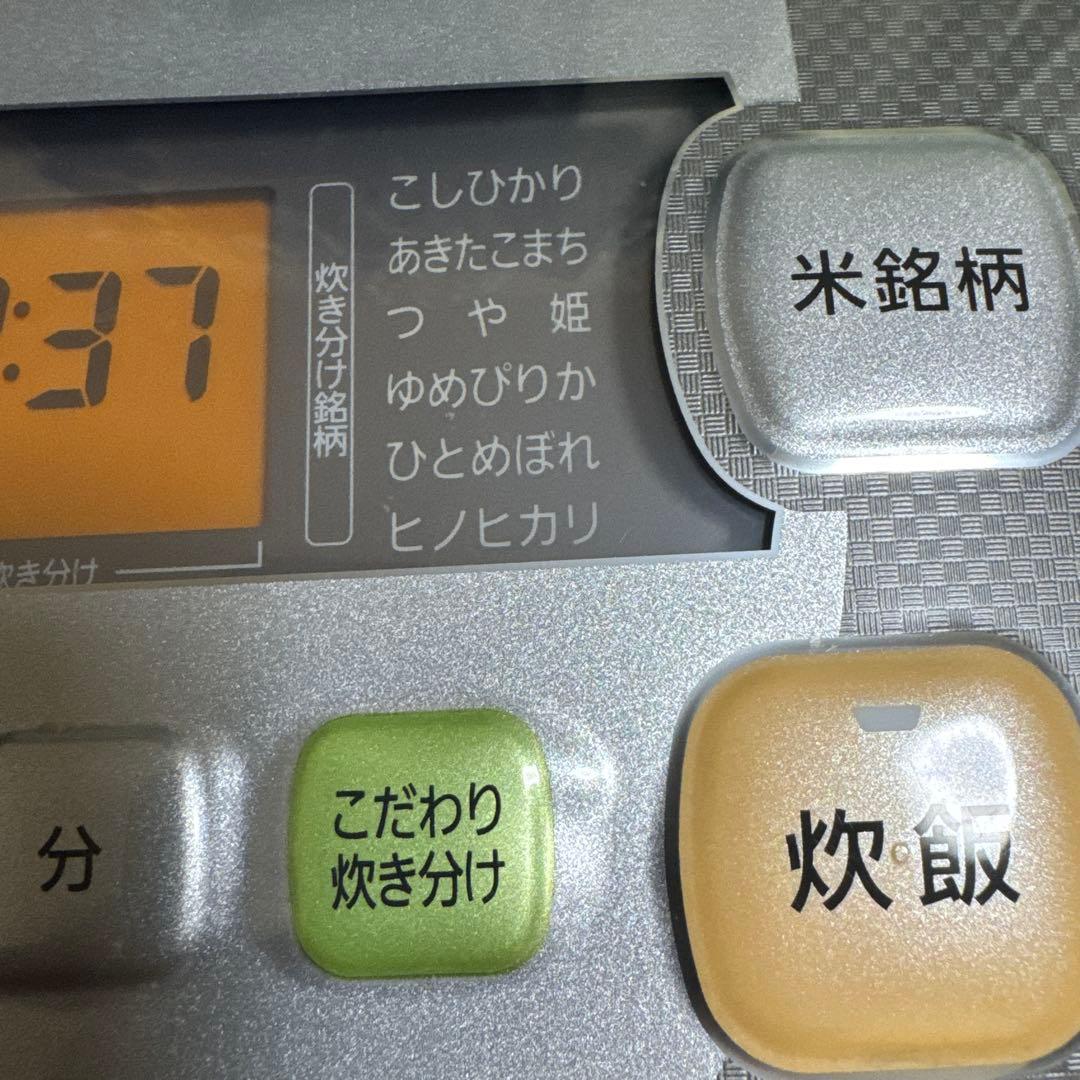 :37
炊き分け銘柄
こしひかり
あきたこまち
つや姫
ゆめぴりか
ひとめぼれ
ヒノヒカリ
米銘柄
炊き分け
分
こだわり
炊き分け
炊飯